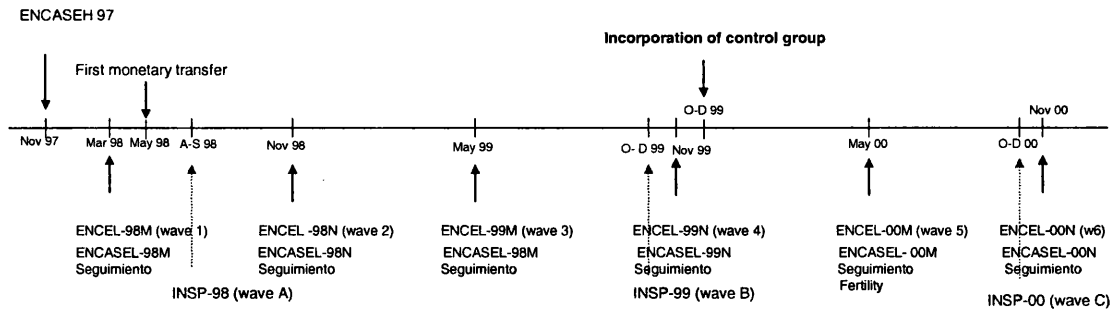 ENCASEH 97
Incorporation of control group
First monetary transfer
O-D 99
Nov 00
Nov 97
Mar 98
May 98
A-S 98
Nov 98
May 99
O- D 99
Nov 99
May 00
O-D 00
ENCEL-98M (wave 1)
ENCASEL-98M
Seguimiento
INSP-98 (wave A)
ENCEL -98N (wave 2)
ENCASEL-98N
Seguimiento
ENCEL-99M (wave 3)
ENCASEL-98M
Seguimiento
ENCEL-99N (wave 4)
ENCASEL-99N
Seguimiento
INSP-99 (wave B)
ENCEL-00M (wave 5)
ENCASEL- 00M
Seguimiento
Fertility
ENCEL-00N (w6)
ENCASEL-00N
Seguimiento
INSP-00 (wave C)